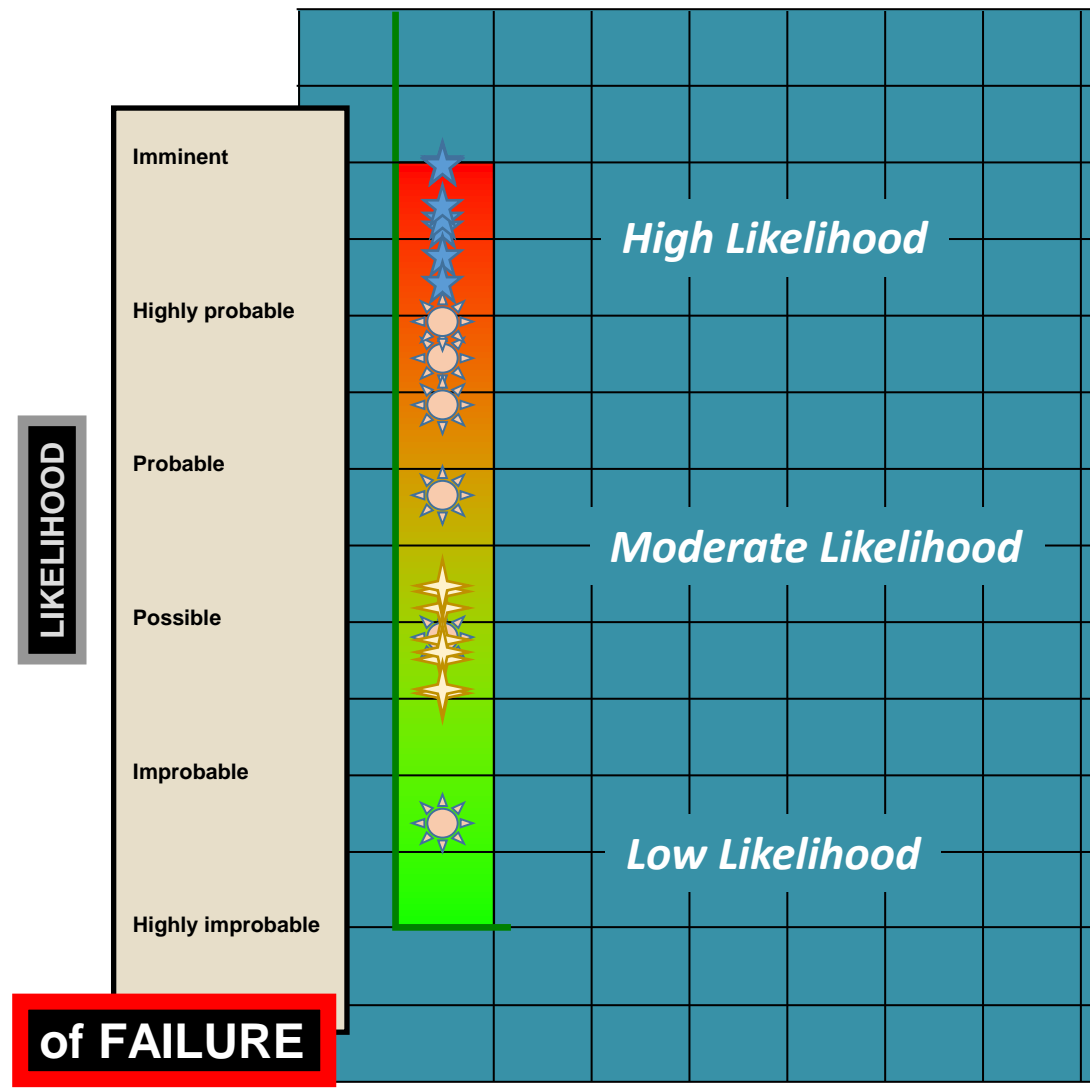 Imminent
High Likelihood
Highly probable
LIKELIHOOD
Probable
Moderate Likelihood
Possible
Improbable
Low Likelihood
Highly improbable
of FAILURE